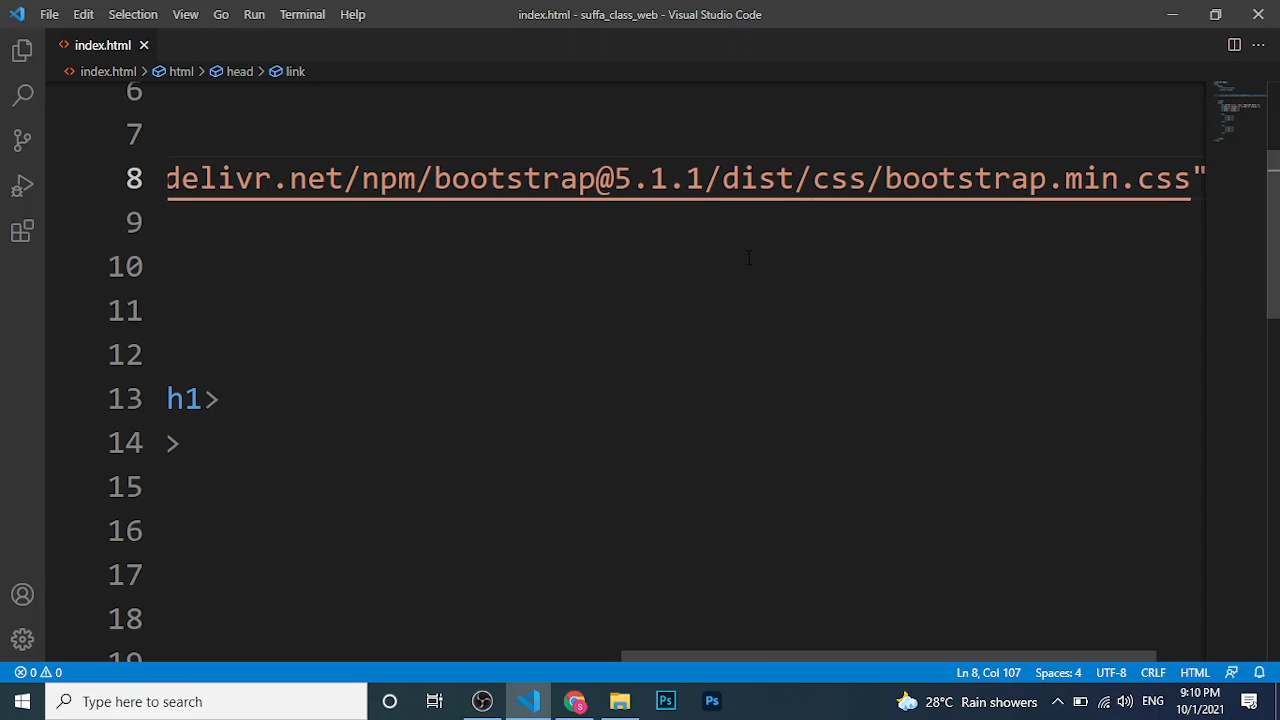 File Edit Selection View Go Run Terminal Help index.html - suffa_class_web - Visual Studio Code
index.html
index.html > html > head > link
6
7
8 delivr.net/npm/bootstrap@5.1.1/dist/css/bootstrap.min.css"
9
10
11
12
13 h1>
14 >
15
16
17
18
19
0 0 Ln 8, Col 107 Spaces: 4 UTF-8 CRLF HTML
Type here to search Ps Ps 28°C Rain showers ENG 9:10 PM
10/1/2021